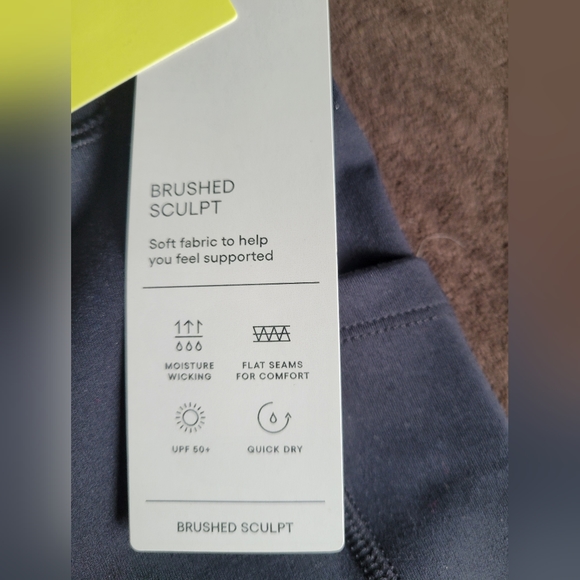 BRUSHED
SCULPT
Soft fabric to help
you feel supported
MOISTURE
WICKING
FLAT SEAMS
FOR COMFORT
UPF 50+
QUICK DRY
BRUSHED SCULPT